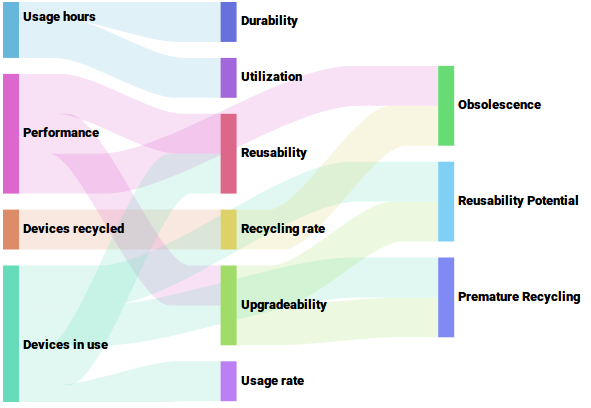 Usage hours
Durability
Utilization
Performance
Obsolescence
Reusability
Reusability Potential
Devices recycled
Recycling rate
Premature Recycling
Upgradeability
Devices in use
Usage rate